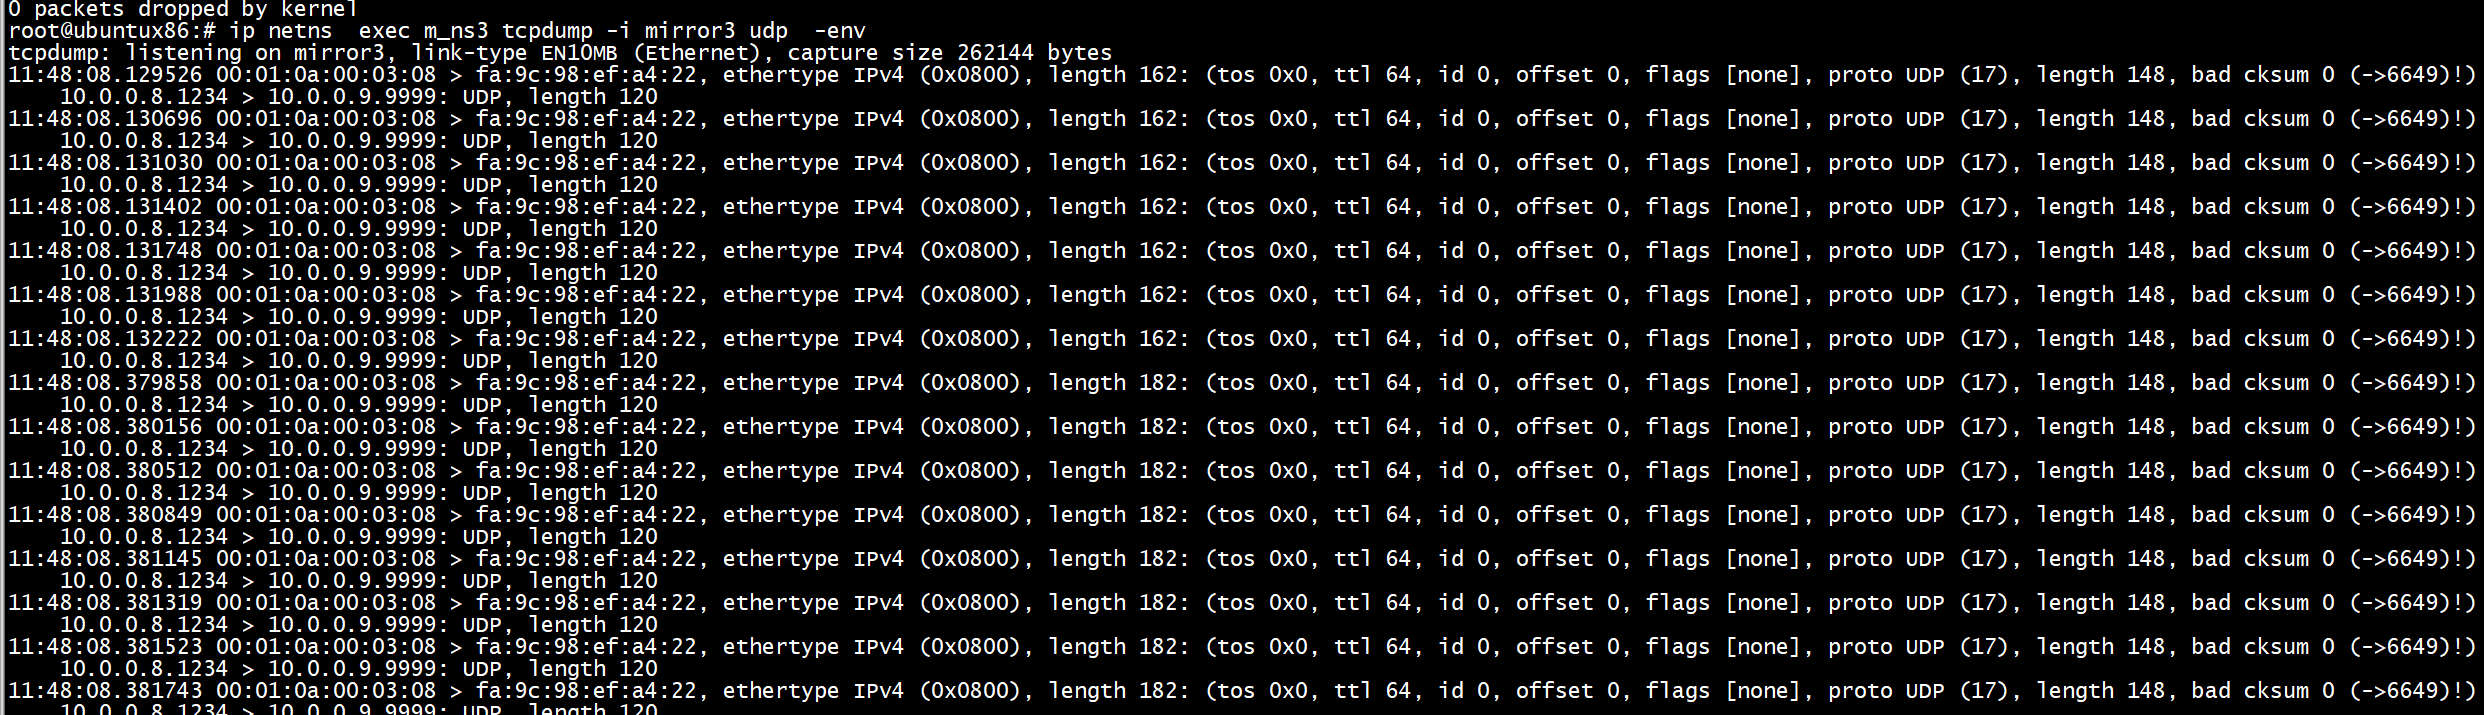 0 packets dropped by kernel
root@ubuntux86:# ip netns  exec m_ns3 tcpdump -i mirror3 udp  -env
tcpdump: listening on mirror3, link-type EN10MB (Ethernet), capture size 262144 bytes
11:48:08.129526 00:01:0a:00:03:08 > fa:9c:98:ef:a4:22, ethertype IPv4 (0x0800), length 162: (tos 0x0, ttl 64, id 0, offset 0, flags [none], proto UDP (17), length 148, bad cksum 0 (->6649)!)
    10.0.0.8.1234 > 10.0.0.9.9999: UDP, length 120
11:48:08.130696 00:01:0a:00:03:08 > fa:9c:98:ef:a4:22, ethertype IPv4 (0x0800), length 162: (tos 0x0, ttl 64, id 0, offset 0, flags [none], proto UDP (17), length 148, bad cksum 0 (->6649)!)
    10.0.0.8.1234 > 10.0.0.9.9999: UDP, length 120
11:48:08.131030 00:01:0a:00:03:08 > fa:9c:98:ef:a4:22, ethertype IPv4 (0x0800), length 162: (tos 0x0, ttl 64, id 0, offset 0, flags [none], proto UDP (17), length 148, bad cksum 0 (->6649)!)
    10.0.0.8.1234 > 10.0.0.9.9999: UDP, length 120
11:48:08.131402 00:01:0a:00:03:08 > fa:9c:98:ef:a4:22, ethertype IPv4 (0x0800), length 162: (tos 0x0, ttl 64, id 0, offset 0, flags [none], proto UDP (17), length 148, bad cksum 0 (->6649)!)
    10.0.0.8.1234 > 10.0.0.9.9999: UDP, length 120
11:48:08.131748 00:01:0a:00:03:08 > fa:9c:98:ef:a4:22, ethertype IPv4 (0x0800), length 162: (tos 0x0, ttl 64, id 0, offset 0, flags [none], proto UDP (17), length 148, bad cksum 0 (->6649)!)
    10.0.0.8.1234 > 10.0.0.9.9999: UDP, length 120
11:48:08.131988 00:01:0a:00:03:08 > fa:9c:98:ef:a4:22, ethertype IPv4 (0x0800), length 162: (tos 0x0, ttl 64, id 0, offset 0, flags [none], proto UDP (17), length 148, bad cksum 0 (->6649)!)
    10.0.0.8.1234 > 10.0.0.9.9999: UDP, length 120
11:48:08.132222 00:01:0a:00:03:08 > fa:9c:98:ef:a4:22, ethertype IPv4 (0x0800), length 162: (tos 0x0, ttl 64, id 0, offset 0, flags [none], proto UDP (17), length 148, bad cksum 0 (->6649)!)
    10.0.0.8.1234 > 10.0.0.9.9999: UDP, length 120
11:48:08.379858 00:01:0a:00:03:08 > fa:9c:98:ef:a4:22, ethertype IPv4 (0x0800), length 182: (tos 0x0, ttl 64, id 0, offset 0, flags [none], proto UDP (17), length 148, bad cksum 0 (->6649)!)
    10.0.0.8.1234 > 10.0.0.9.9999: UDP, length 120
11:48:08.380156 00:01:0a:00:03:08 > fa:9c:98:ef:a4:22, ethertype IPv4 (0x0800), length 182: (tos 0x0, ttl 64, id 0, offset 0, flags [none], proto UDP (17), length 148, bad cksum 0 (->6649)!)
    10.0.0.8.1234 > 10.0.0.9.9999: UDP, length 120
11:48:08.380512 00:01:0a:00:03:08 > fa:9c:98:ef:a4:22, ethertype IPv4 (0x0800), length 182: (tos 0x0, ttl 64, id 0, offset 0, flags [none], proto UDP (17), length 148, bad cksum 0 (->6649)!)
    10.0.0.8.1234 > 10.0.0.9.9999: UDP, length 120
11:48:08.380849 00:01:0a:00:03:08 > fa:9c:98:ef:a4:22, ethertype IPv4 (0x0800), length 182: (tos 0x0, ttl 64, id 0, offset 0, flags [none], proto UDP (17), length 148, bad cksum 0 (->6649)!)
    10.0.0.8.1234 > 10.0.0.9.9999: UDP, length 120
11:48:08.381145 00:01:0a:00:03:08 > fa:9c:98:ef:a4:22, ethertype IPv4 (0x0800), length 182: (tos 0x0, ttl 64, id 0, offset 0, flags [none], proto UDP (17), length 148, bad cksum 0 (->6649)!)
    10.0.0.8.1234 > 10.0.0.9.9999: UDP, length 120
11:48:08.381319 00:01:0a:00:03:08 > fa:9c:98:ef:a4:22, ethertype IPv4 (0x0800), length 182: (tos 0x0, ttl 64, id 0, offset 0, flags [none], proto UDP (17), length 148, bad cksum 0 (->6649)!)
    10.0.0.8.1234 > 10.0.0.9.9999: UDP, length 120
11:48:08.381523 00:01:0a:00:03:08 > fa:9c:98:ef:a4:22, ethertype IPv4 (0x0800), length 182: (tos 0x0, ttl 64, id 0, offset 0, flags [none], proto UDP (17), length 148, bad cksum 0 (->6649)!)
    10.0.0.8.1234 > 10.0.0.9.9999: UDP, length 120
11:48:08.381743 00:01:0a:00:03:08 > fa:9c:98:ef:a4:22, ethertype IPv4 (0x0800), length 182: (tos 0x0, ttl 64, id 0, offset 0, flags [none], proto UDP (17), length 148, bad cksum 0 (->6649)!)
    10.0.0.8.1234 > 10.0.0.9.9999: UDP, length 120